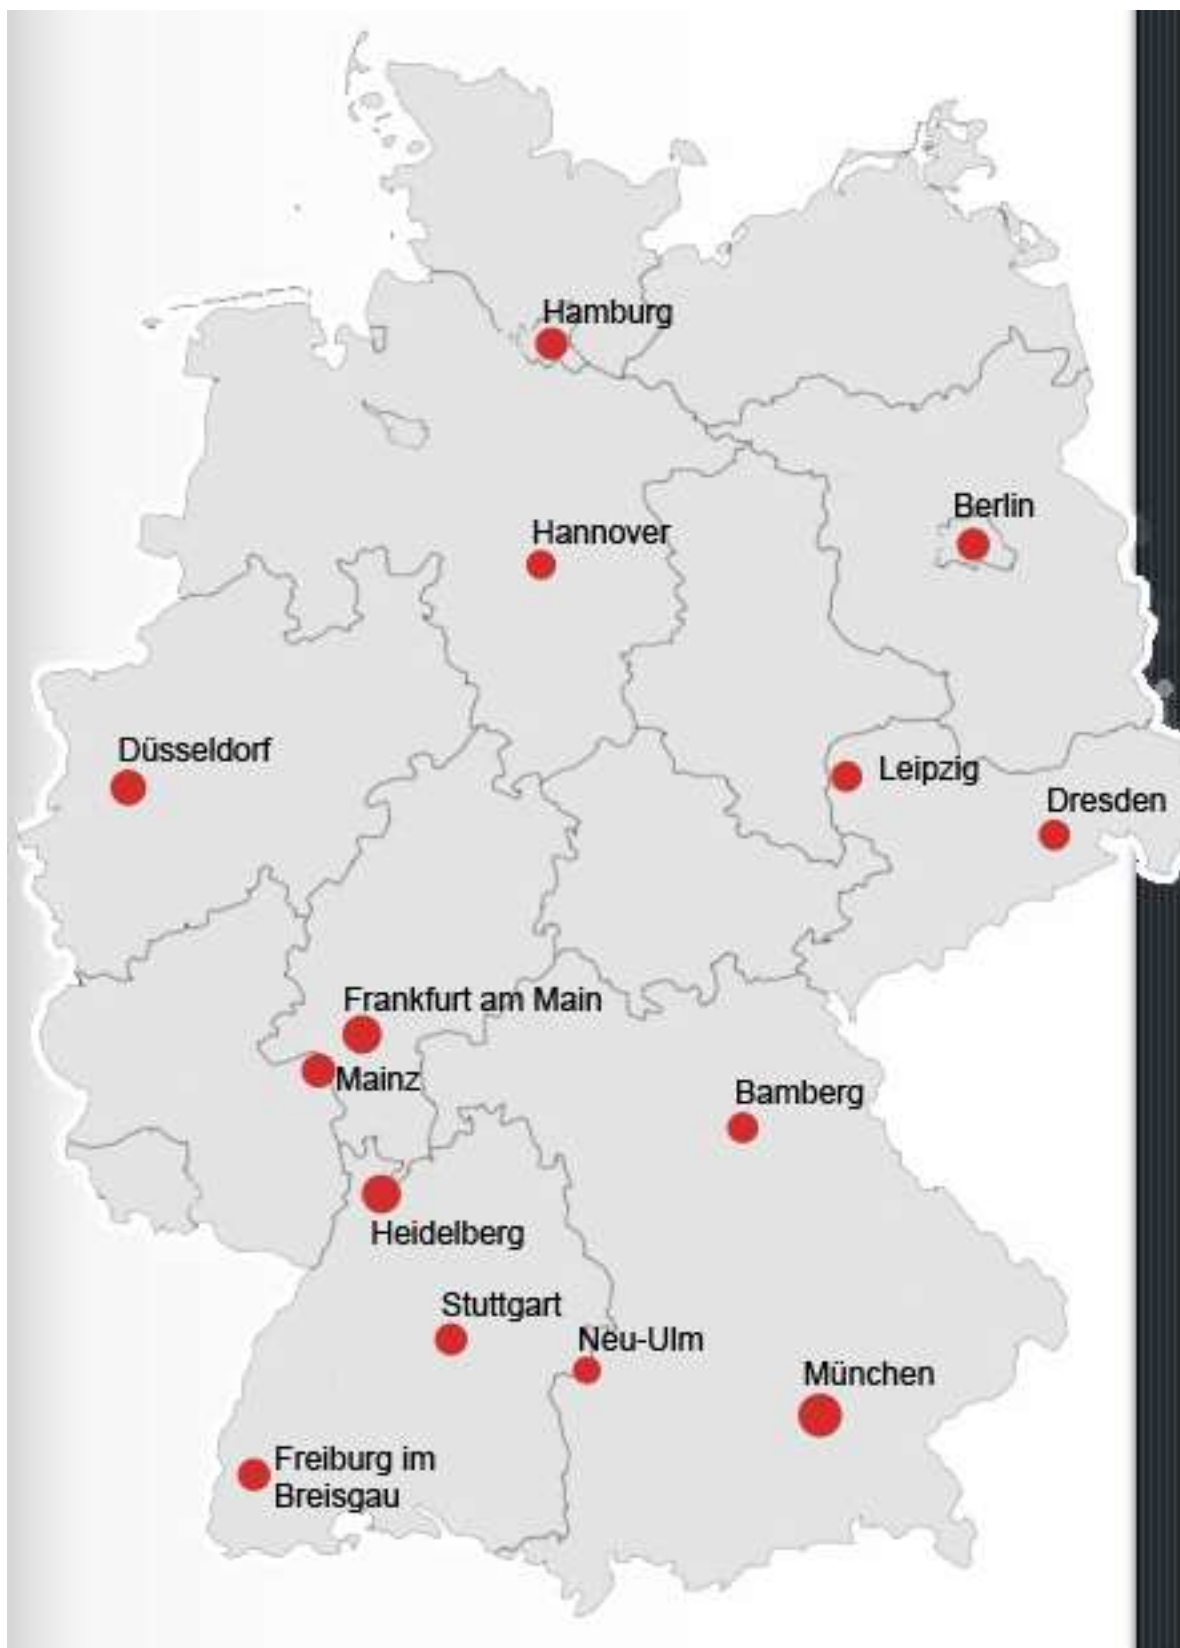 Hamburg
Berlin
Hannover
Düsseldorf
Leipzig
Dresden
Frankfurt am Main
Mainz
Bamberg
Heidelberg
Stuttgart
Neu-Ulm
München
Freiburg im
Breisgau